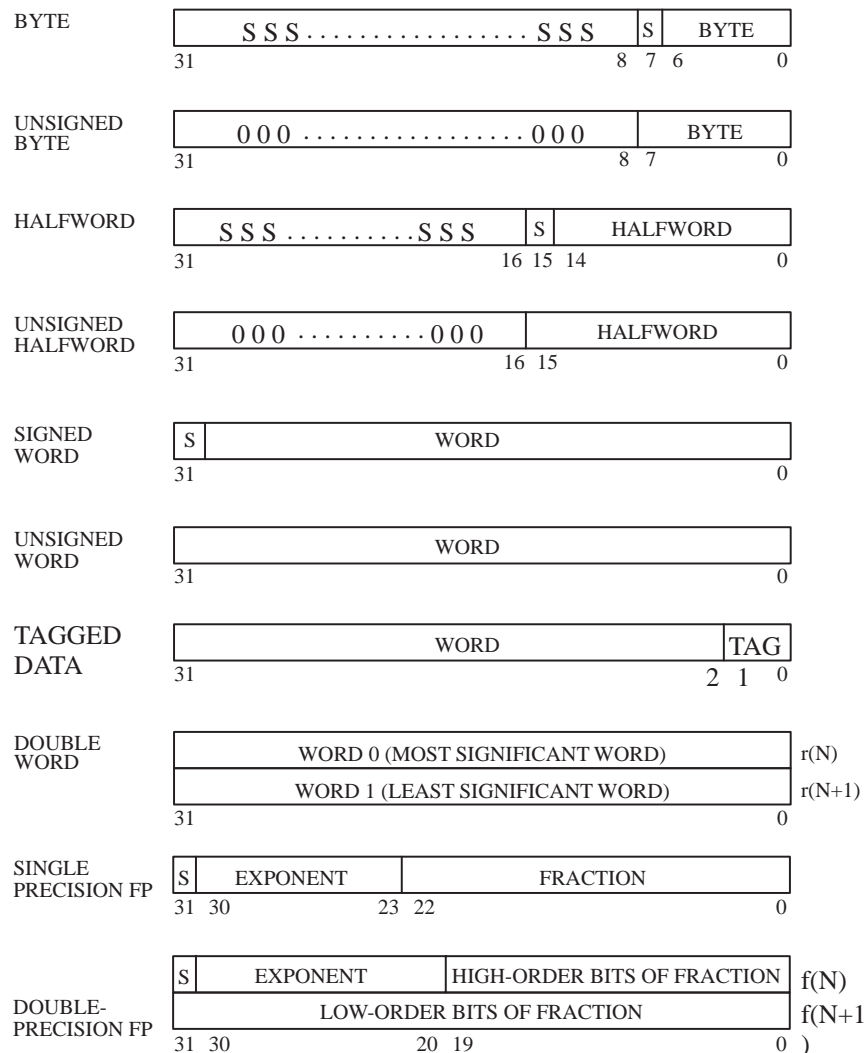 BYTE
S S S . . . . . . . . . . . . . . . . . S S S S BYTE
31 8 7 6 0
UNSIGNED
BYTE
0 0 0 . . . . . . . . . . . . . . . . . 0 0 0 BYTE
31 8 7 0
HALFWORD
S S S . . . . . . . . . . S S S S HALFWORD
31 16 15 14 0
UNSIGNED
HALFWORD
0 0 0 . . . . . . . . . . 0 0 0 HALFWORD
31 16 15 0
SIGNED
WORD
S WORD
31 0
UNSIGNED
WORD
WORD
31 0
TAGGED
DATA
WORD TAG
31 2 1 0
DOUBLE
WORD
WORD 0 (MOST SIGNIFICANT WORD) r(N)
WORD 1 (LEAST SIGNIFICANT WORD) r(N+1)
31 0
SINGLE
PRECISION FP
S EXPONENT FRACTION
31 30 23 22 0
S EXPONENT HIGH-ORDER BITS OF FRACTION f(N)
DOUBLE-
PRECISION FP
LOW-ORDER BITS OF FRACTION f(N+1
)
31 30 20 19 0